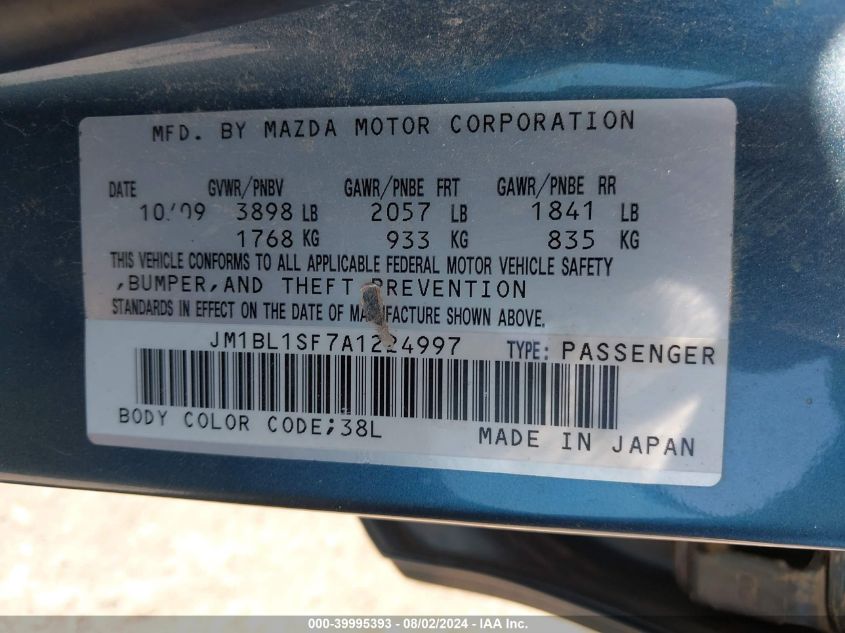 MFD. BY MAZDA MOTOR CORPORATION
DATE GVWR/PNBV GAWR/PNBE FRT GAWR/PNBE RR
10/09 3898 LB 2057 LB 1841 LB
1768 KG 933 KG 835 KG
THIS VEHICLE CONFORMS TO ALL APPLICABLE FEDERAL MOTOR VEHICLE SAFETY
,BUMPER,AND THEFT PREVENTION
STANDARDS IN EFFECT ON THE DATE OF MANUFACTURE SHOWN ABOVE.
JM1BL1SF7A1224997 TYPE: PASSENGER
BODY COLOR CODE;38L
MADE IN JAPAN
000-39995393 - 08/02/2024 - IAA Inc.